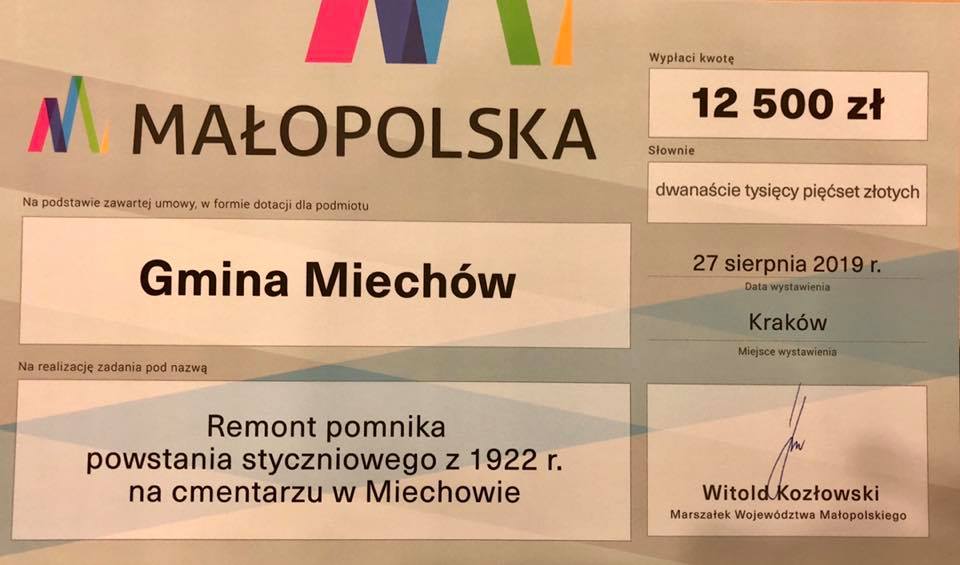 MAŁOPOLSKA
Na podstawie zawartej umowy, w formie dotacji dla podmiotu
Gmina Miechów
Na realizację zadania pod nazwą
Remont pomnika
powstania styczniowego z 1922 r.
na cmentarzu w Miechowie
Wypłaci kwotę
12 500 zł
Słownie
dwanaście tysięcy pięćset złotych
27 sierpnia 2019 r.
Data wystawienia
Kraków
Miejsce wystawienia
Witold Kozłowski
Marszałek Województwa Małopolskiego